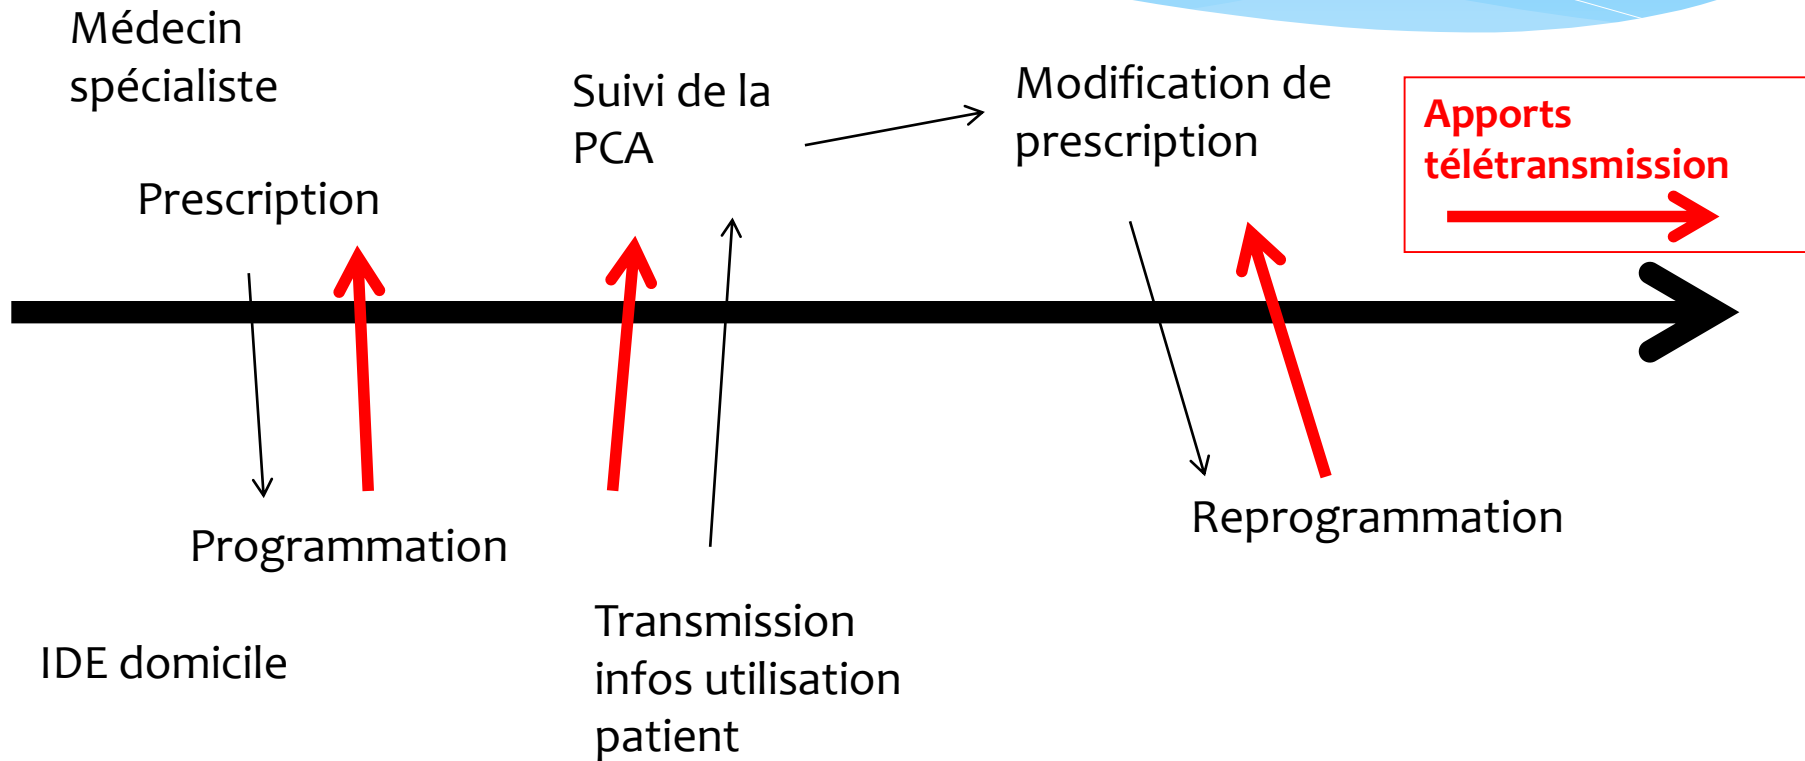 Médecin
spécialiste
Prescription
Suivi de la
PCA
Modification de
prescription
Apports
télétransmission
Programmation
IDE domicile
Transmission
infos utilisation
patient
Reprogrammation